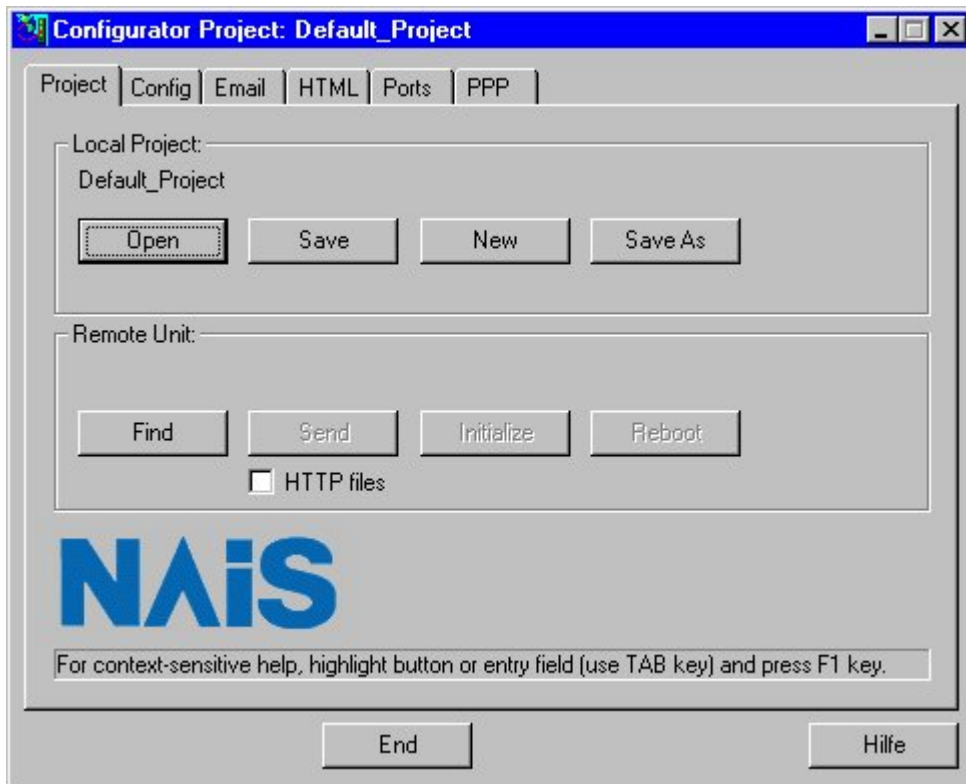 Configurator Project: Default_Project
Project Config Email HTML Ports PPP
Local Project:
Default_Project
Open Save New Save As
Remote Unit:
Find Send Initialize Reboot
HTTP files
NAiS
For context-sensitive help, highlight button or entry field (use TAB key) and press F1 key.
End Hilfe